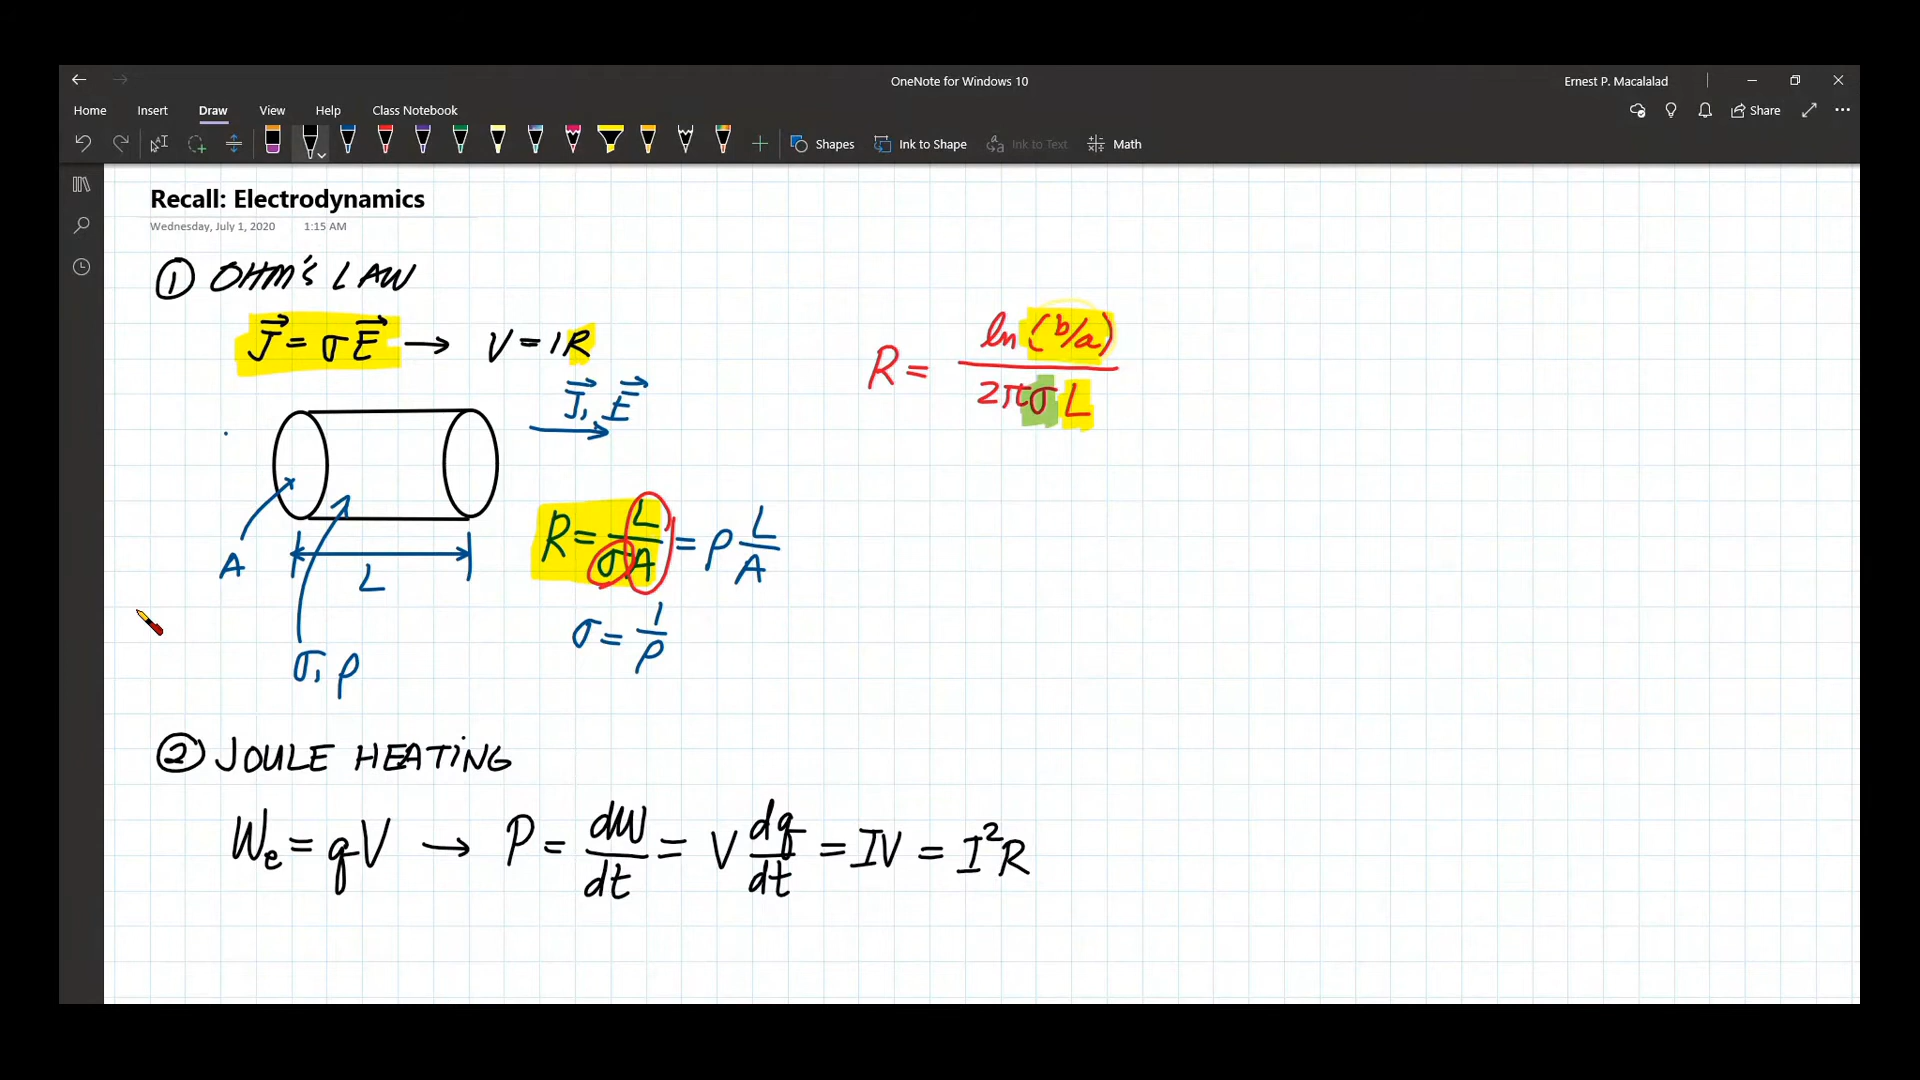 OneNote for Windows 10
Ernest P. Macalalad
Home Insert Draw View Help Class Notebook
Share
Shapes Ink to Shape Ink to Text Math
Recall: Electrodynamics
Wednesday, July 1, 2020 1:15 AM
① OHM'S LAW
J⃗ = σE⃗ → V = IR
J⃗, E⃗
R = ln(b/a) / 2πσL
A
L
σ, ρ
R = L/σA = ρ L/A
σ = 1/ρ
② JOULE HEATING
We = qV → P = dW/dt = V dq/dt = IV = I²R